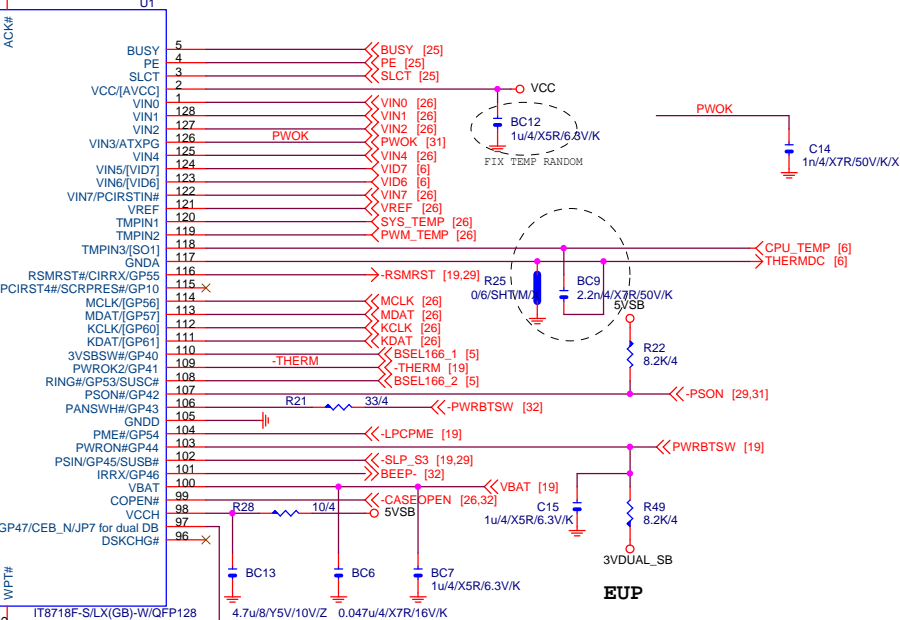 U1
ACK#
BUSY 5 BUSY [25]
PE 4 PE [25]
SLCT 3 SLCT [25]
VCC/[AVCC] 2 VCC
VIN0 1 VIN0 [26]
VIN1 128 VIN1 [26]
VIN2 127 VIN2 [26]
VIN3/ATXPG 126 PWOK PWOK [31]
VIN4 125 VIN4 [26]
VIN5/[VID7] 124 VID7 [6]
VIN6/[VID6] 123 VID6 [6]
VIN7/PCIRSTIN# 122 VIN7 [26]
VREF 121 VREF [26]
TMPIN1 120 SYS_TEMP [26]
TMPIN2 119 PWM_TEMP [26]
TMPIN3/[SO1] 118 CPU_TEMP [6]
GNDA 117 THERMDC [6]
RSMRST#/CIRRX/GP55 116 -RSMRST [19,29]
PCIRST4#/SCRPRES#/GP10 115
MCLK/[GP56] 114 MCLK [26]
MDAT/[GP57] 113 MDAT [26]
KCLK/[GP60] 112 KCLK [26]
KDAT/[GP61] 111 KDAT [26]
3VSBSW#/GP40 110 BSEL166_1 [5]
PWROK2/GP41 109 -THERM -THERM [19]
RING#/GP53/SUSC# 108 BSEL166_2 [5]
PSON#/GP42 107 -PSON [29,31]
PANSWH#/GP43 106 R21 33/4 -PWRBTSW [32]
GNDD 105
PME#/GP54 104 -LPCPME [19]
PWRON#GP44 103 PWRBTSW [19]
PSIN/GP45/SUSB# 102 -SLP_S3 [19,29]
IRRX/GP46 101 BEEP- [32]
VBAT 100 VBAT [19]
COPEN# 99 -CASEOPEN [26,32]
VCCH 98 R28 10/4 5VSB
GP47/CEB_N/JP7 for dual DB 97
DSKCHG# 96
WPT#
IT8718F-S/LX(GB)-W/QFP128
BC12
1u/4/X5R/6.3V/K
FIX TEMP RANDOM
PWOK
C14
1n/4/X7R/50V/K/X
R25
0/6/SHT/M/X
BC9
2.2n/4/X7R/50V/K
5VSB
R22
8.2K/4
C15
1u/4/X5R/6.3V/K
R49
8.2K/4
3VDUAL_SB
EUP
BC13
4.7u/8/Y5V/10V/Z
BC6
0.047u/4/X7R/16V/K
BC7
1u/4/X5R/6.3V/K